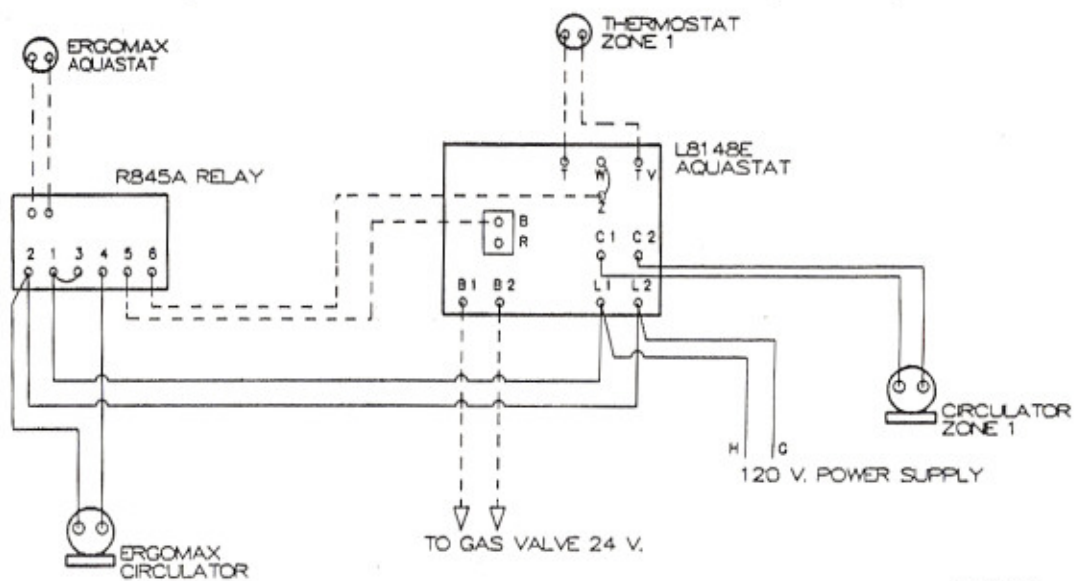 ERGOMAX
AQUASTAT
THERMOSTAT
ZONE 1
L8148E
AQUASTAT
R845A RELAY
T W T V
Z
B
R
C1 C2
2 1 3 4 5 6
B1 B2 L1 L2
CIRCULATOR
ZONE 1
H G
120 V. POWER SUPPLY
TO GAS VALVE 24 V.
ERGOMAX
CIRCULATOR